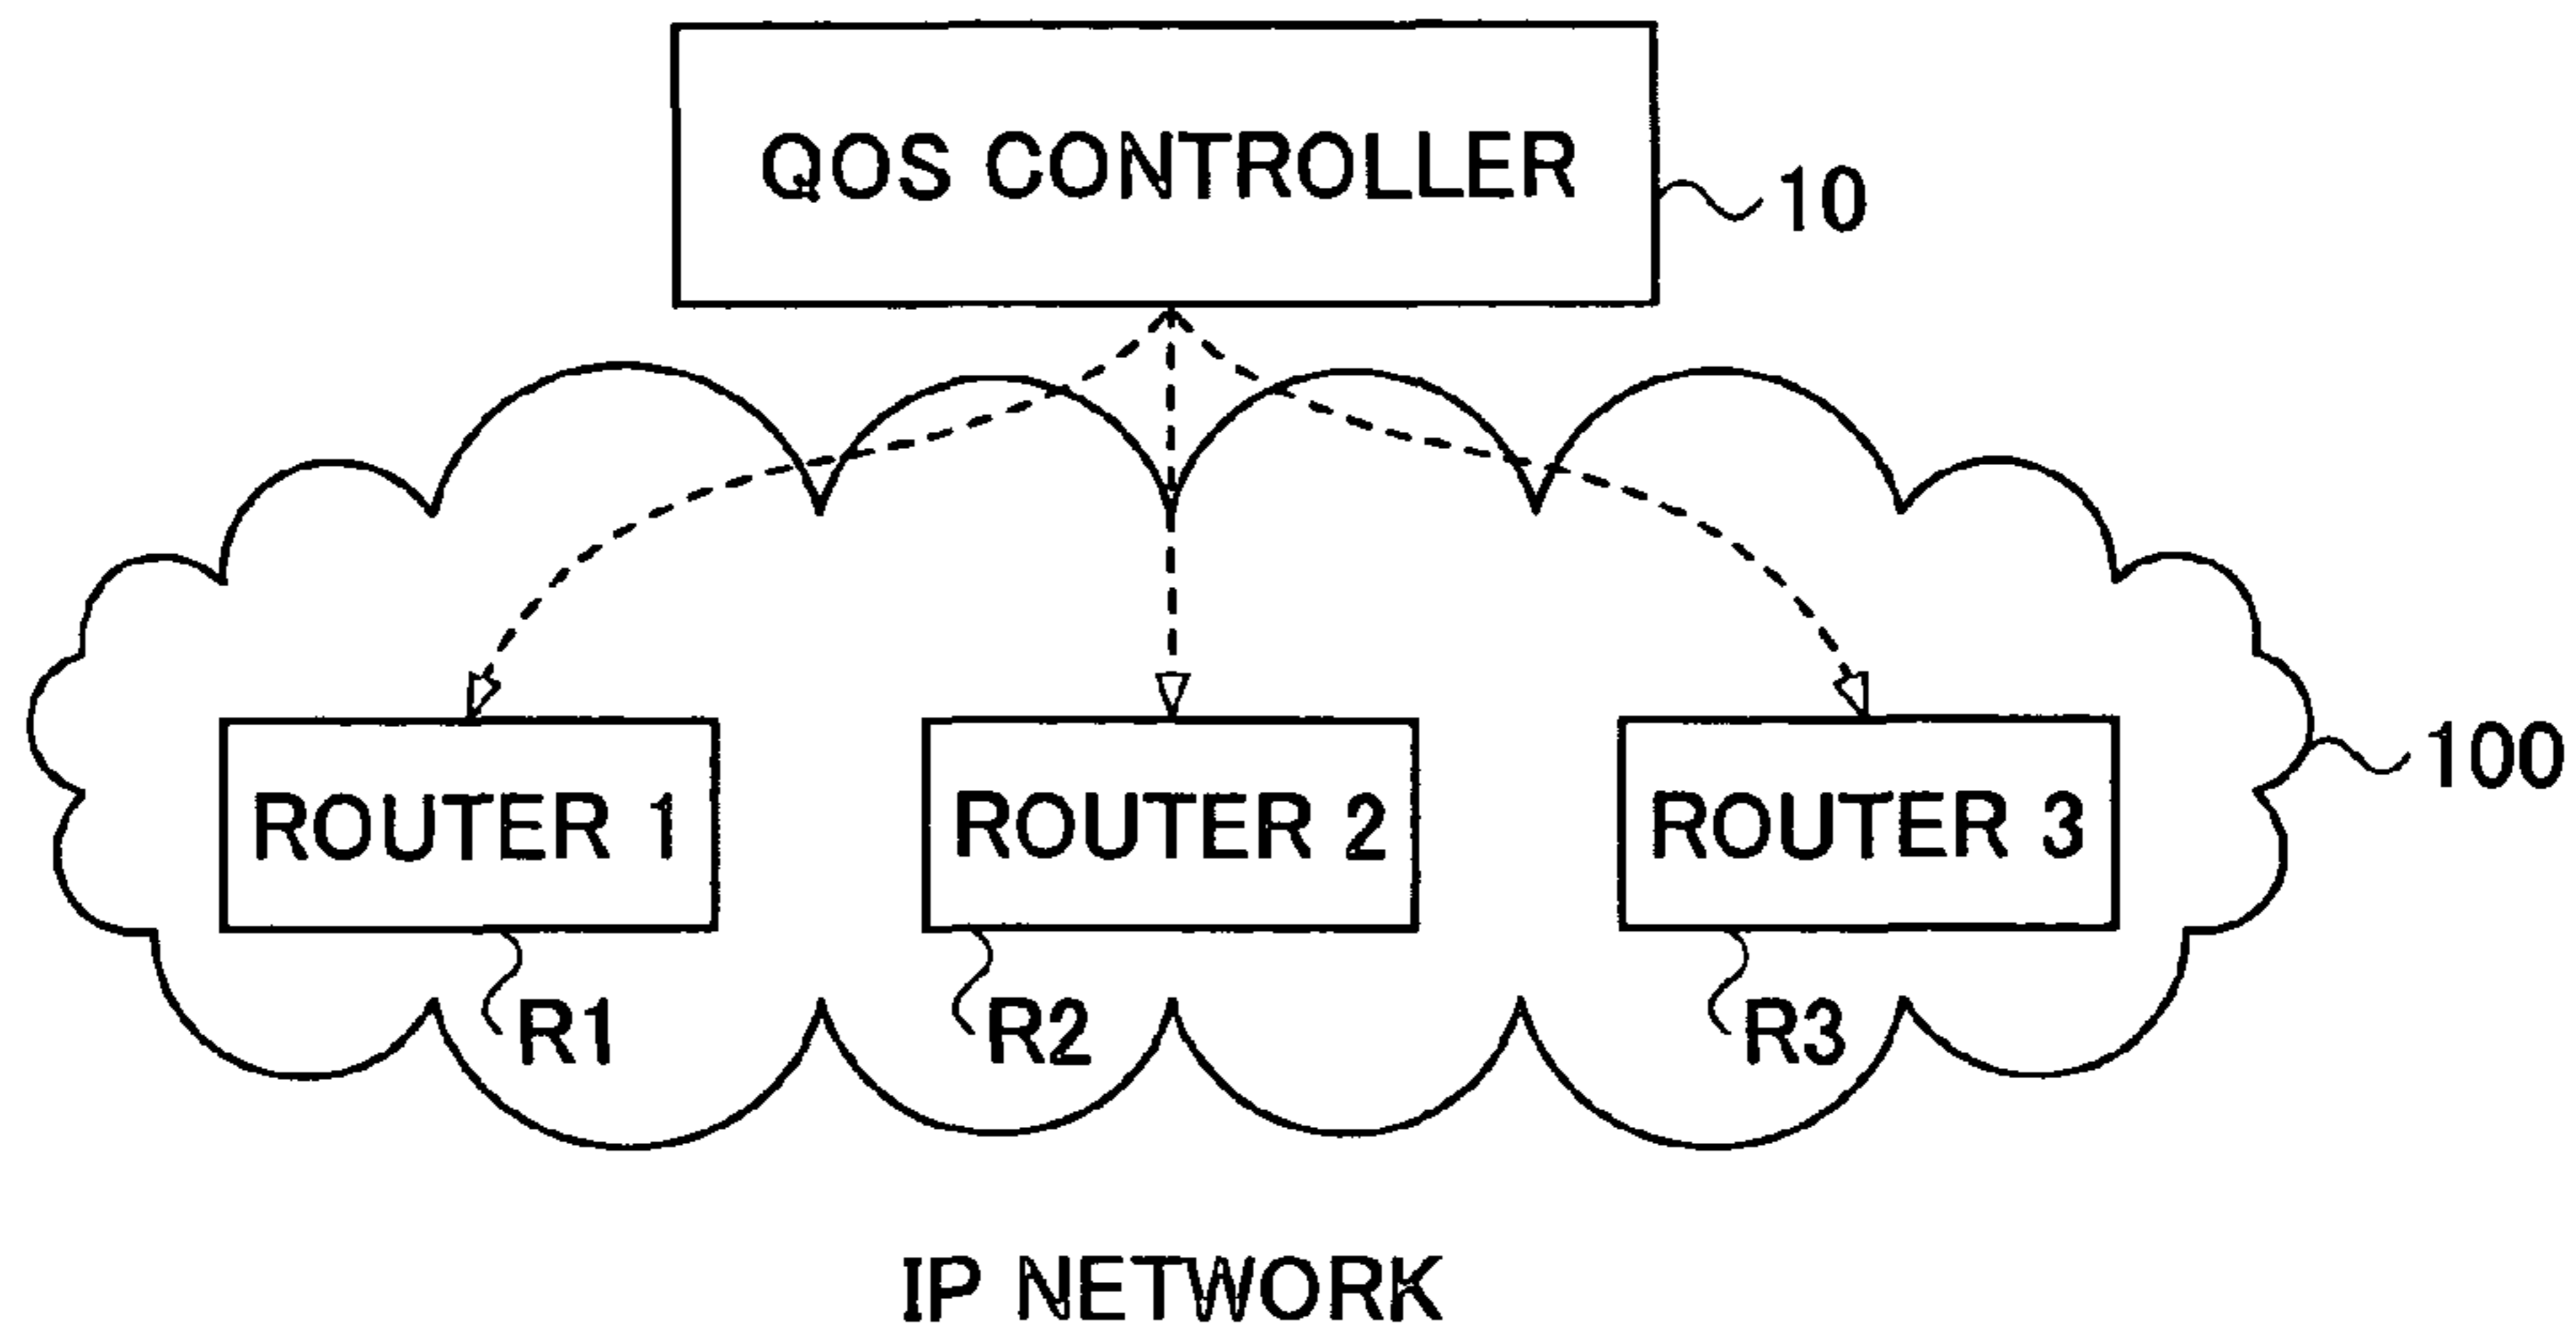 QOS CONTROLLER
10
100
ROUTER 1
ROUTER 2
ROUTER 3
R1
R2
R3
IP NETWORK